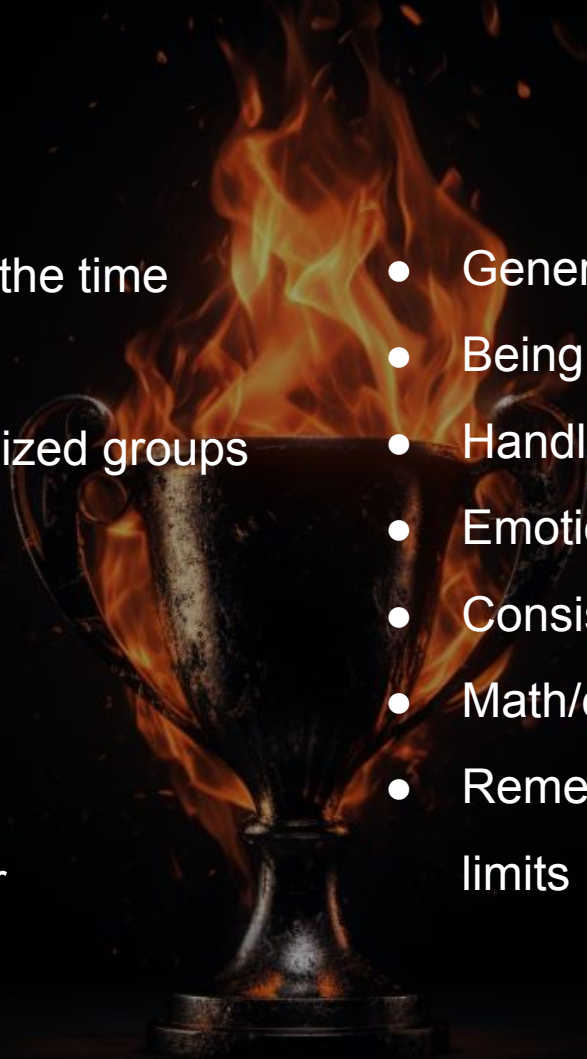 the time
ized groups
r
● Gener
● Being
● Handl
● Emoti
● Consis
● Math/
● Reme
limits